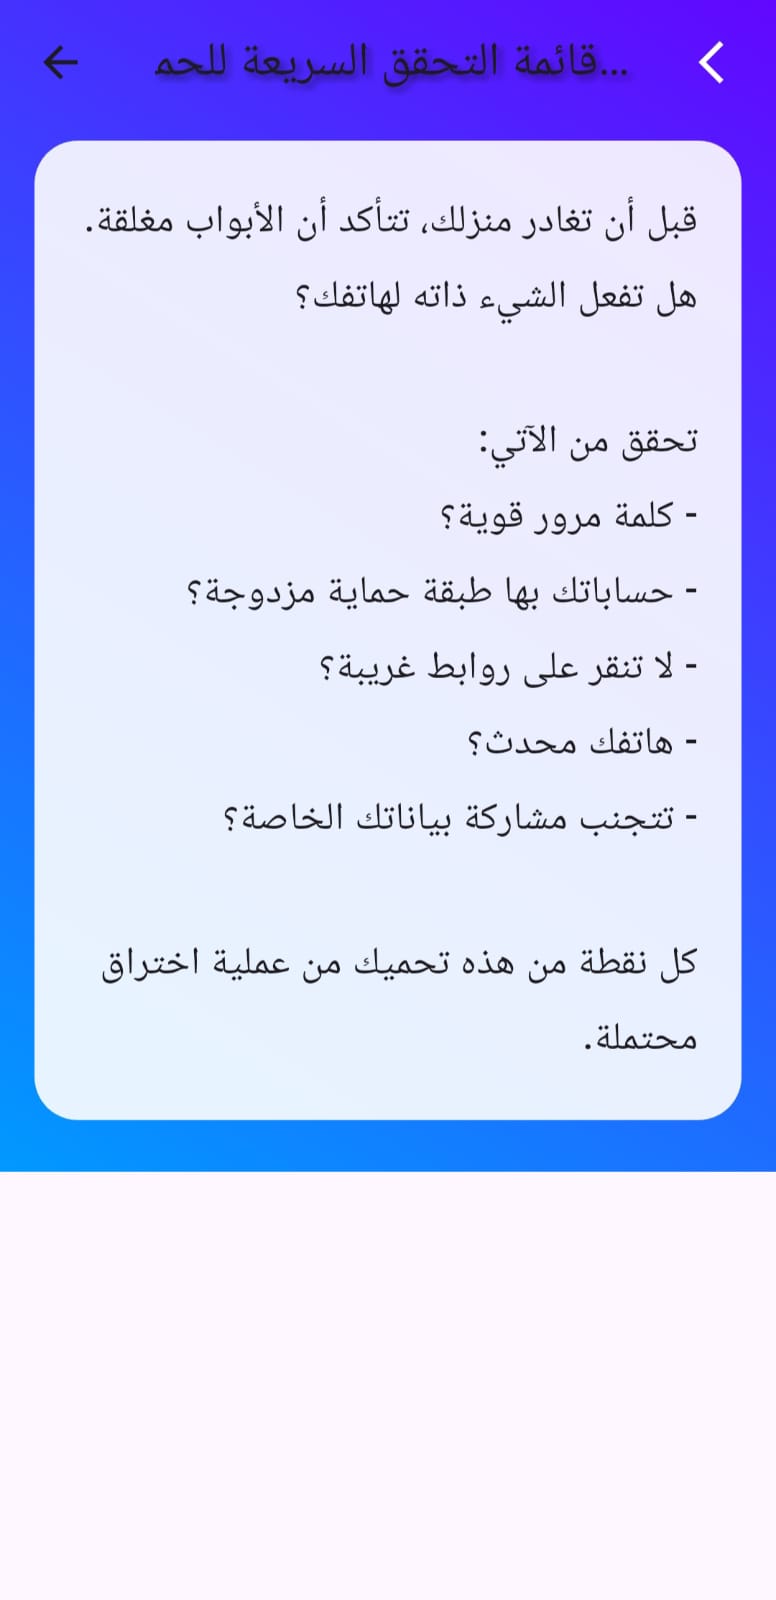 قائمة التحقق السريعة للحم...
قبل أن تغادر منزلك، تتأكد أن الأبواب مغلقة.
هل تفعل الشيء ذاته لهاتفك؟
تحقق من الآتي:
- كلمة مرور قوية؟
- حساباتك بها طبقة حماية مزدوجة؟
- لا تنقر على روابط غريبة؟
- هاتفك محدث؟
- تتجنب مشاركة بياناتك الخاصة؟
كل نقطة من هذه تحميك من عملية اختراق
محتملة.